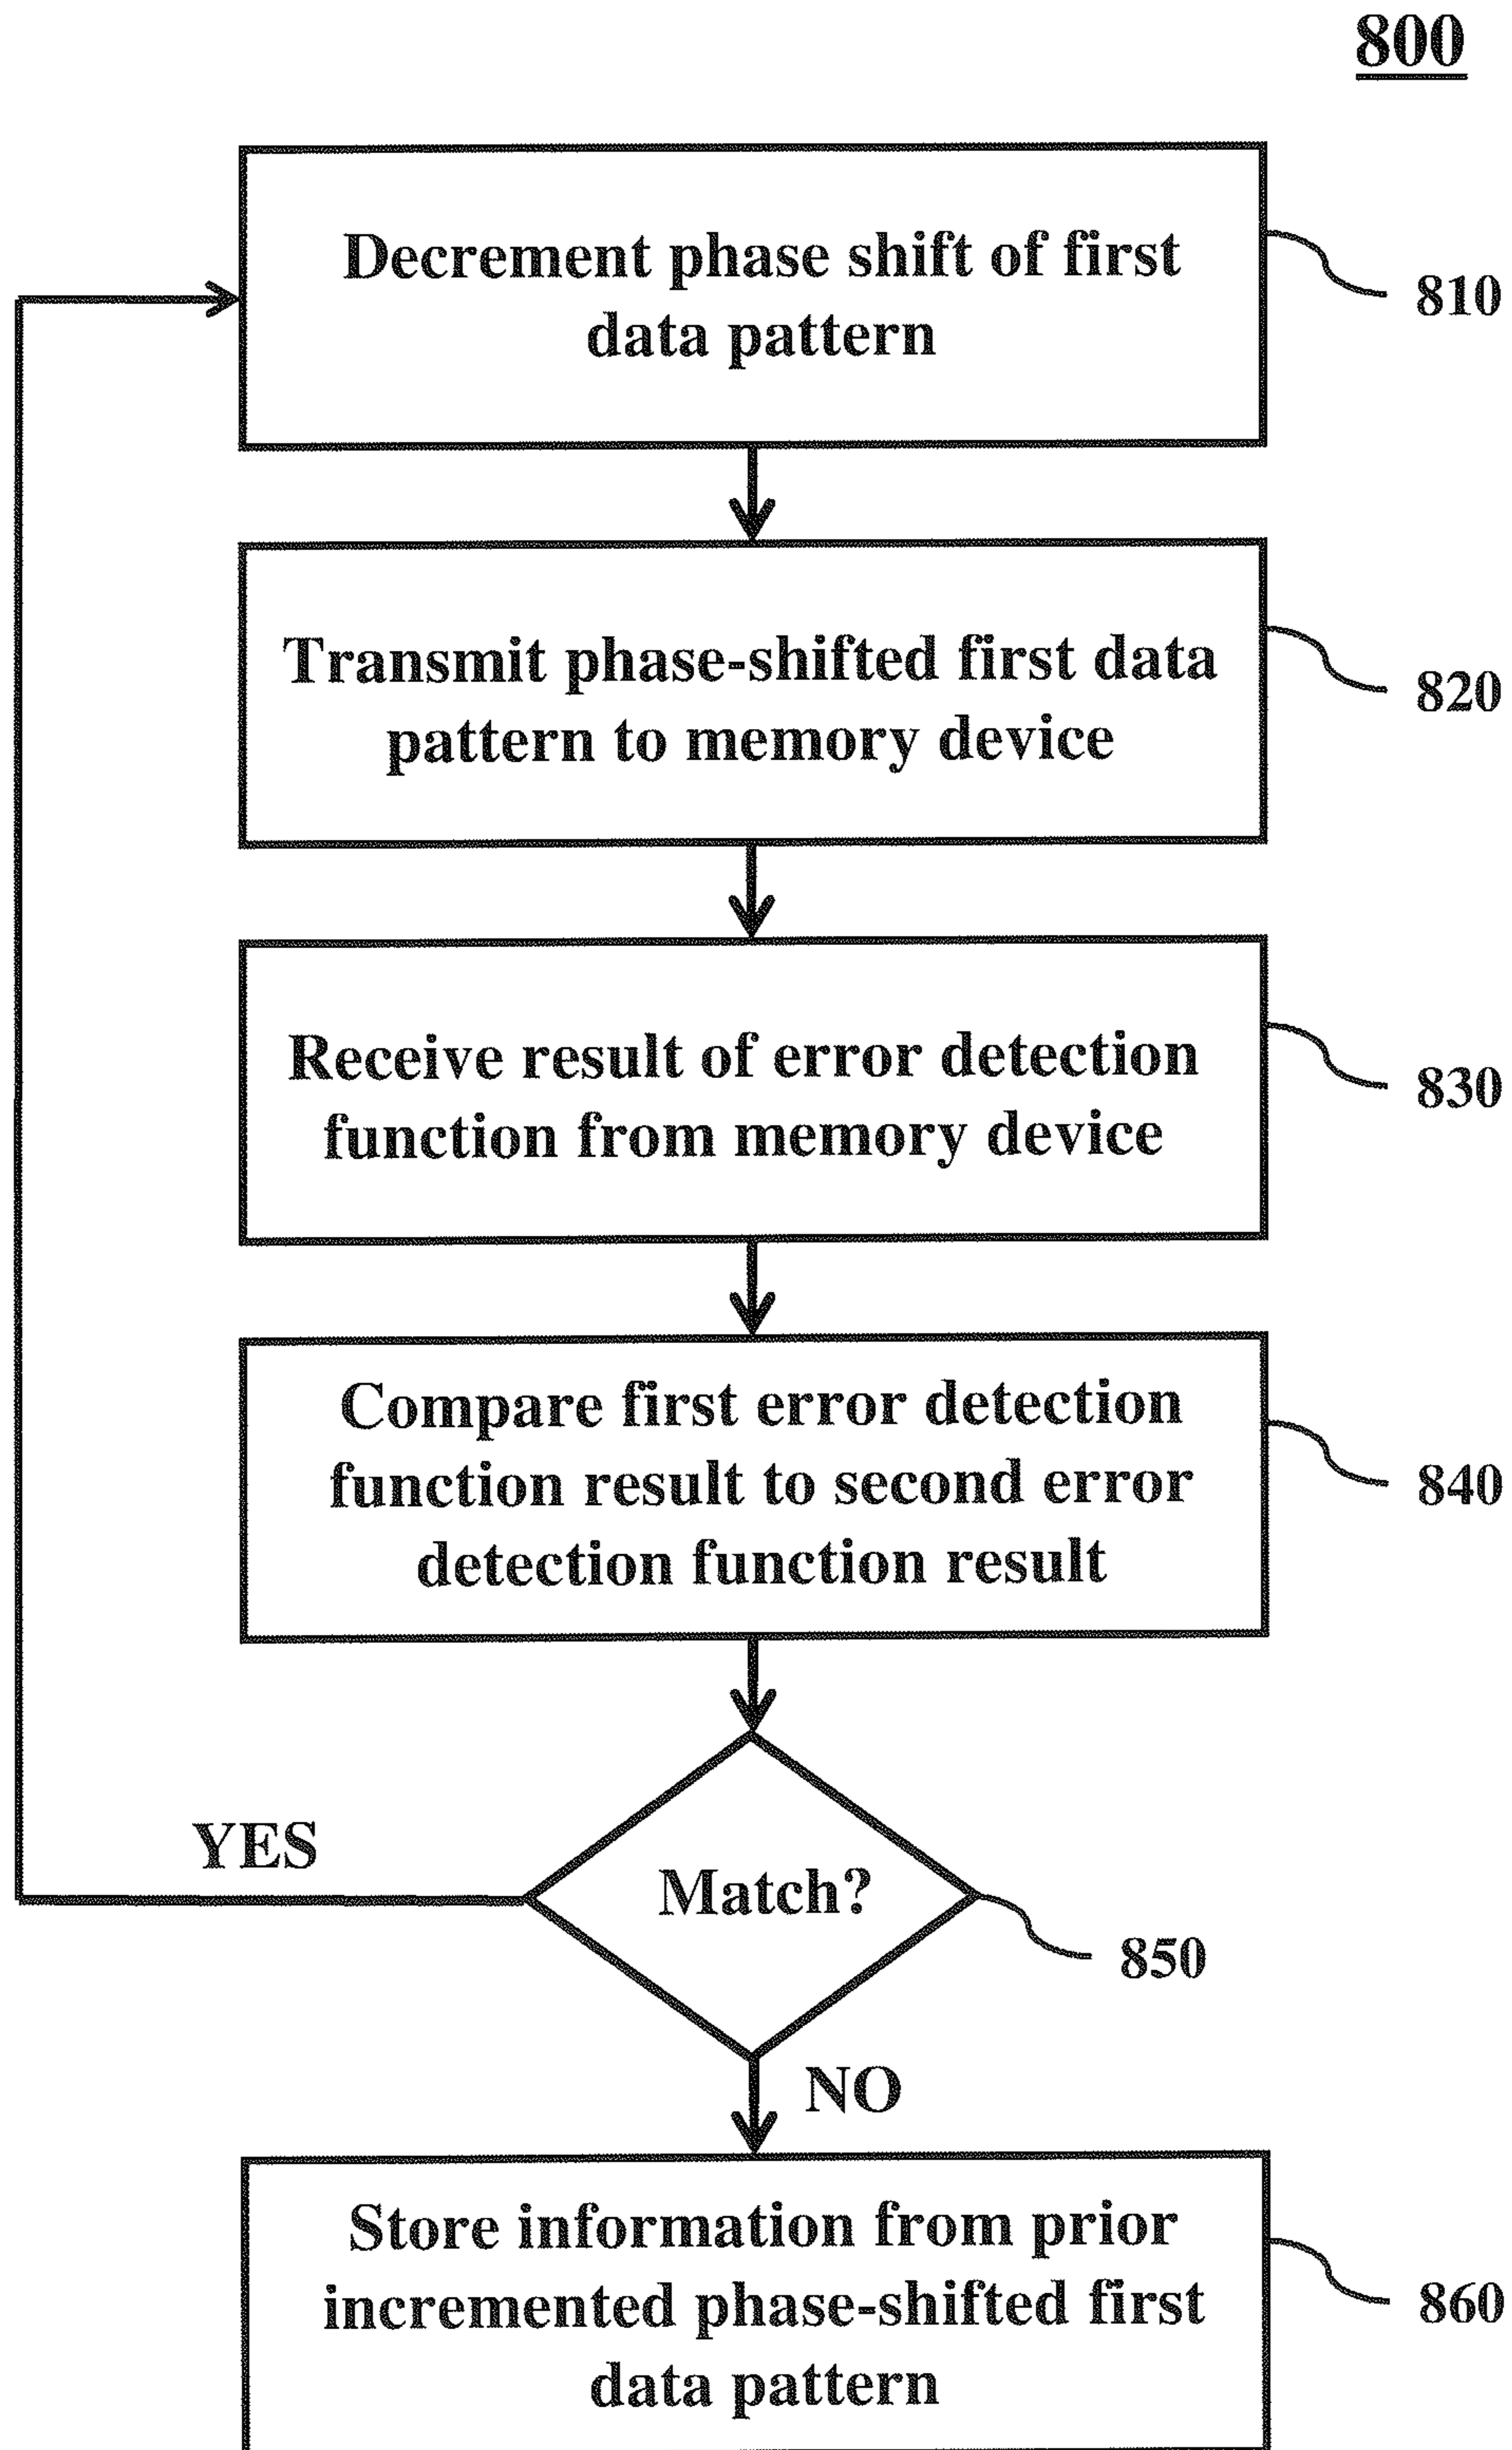 800
Decrement phase shift of first
data pattern
810
Transmit phase-shifted first data
pattern to memory device
820
Receive result of error detection
function from memory device
830
Compare first error detection
function result to second error
detection function result
840
YES
Match?
850
NO
Store information from prior
incremented phase-shifted first
data pattern
860